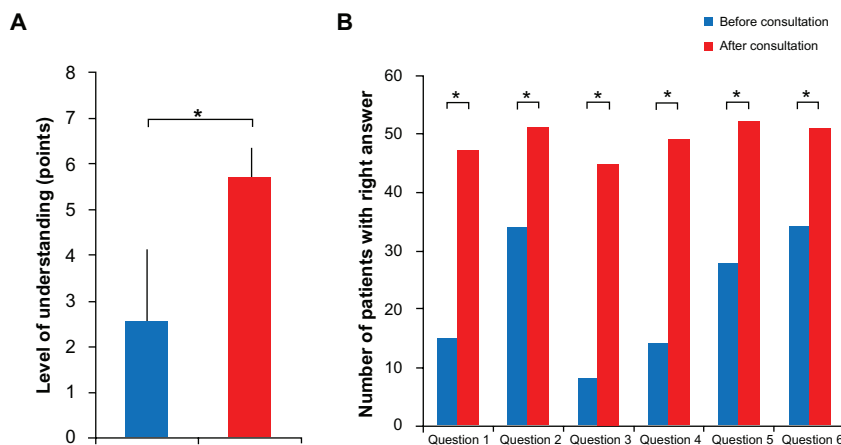 A
B
Before consultation
After consultation
Level of understanding (points)
8
7
6
5
4
3
2
1
0
*
Number of patients with right answer
60
50
40
30
20
10
0
* * * * * *
Question 1 Question 2 Question 3 Question 4 Question 5 Question 6